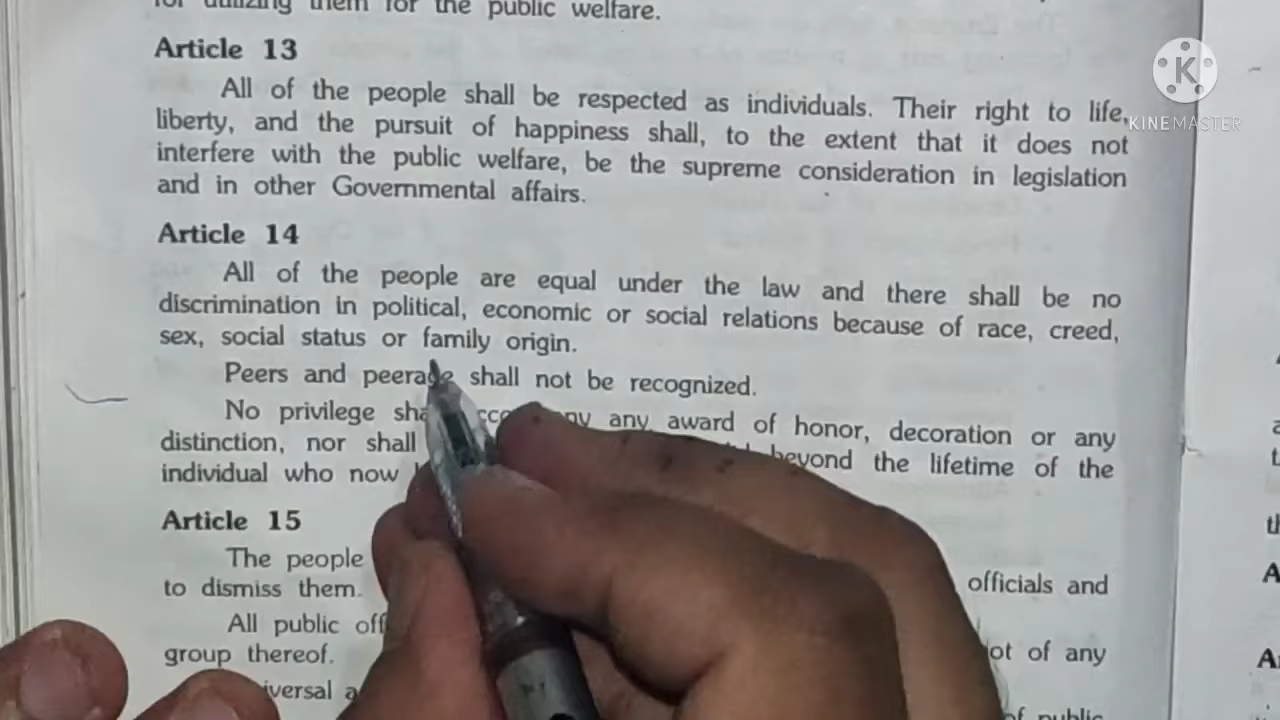 for utilizing them for the public welfare.
Article 13
All of the people shall be respected as individuals. Their right to life,
liberty, and the pursuit of happiness shall, to the extent that it does not
interfere with the public welfare, be the supreme consideration in legislation
and in other Governmental affairs.
Article 14
All of the people are equal under the law and there shall be no
discrimination in political, economic or social relations because of race, creed,
sex, social status or family origin.
Peers and peerage shall not be recognized.
No privilege any award of honor, decoration or any
distinction, nor shall beyond the lifetime of the
individual who now
Article 15
The people officials and
to dismiss them.
All public of any
group thereof.
of public
K
KINEMASTER